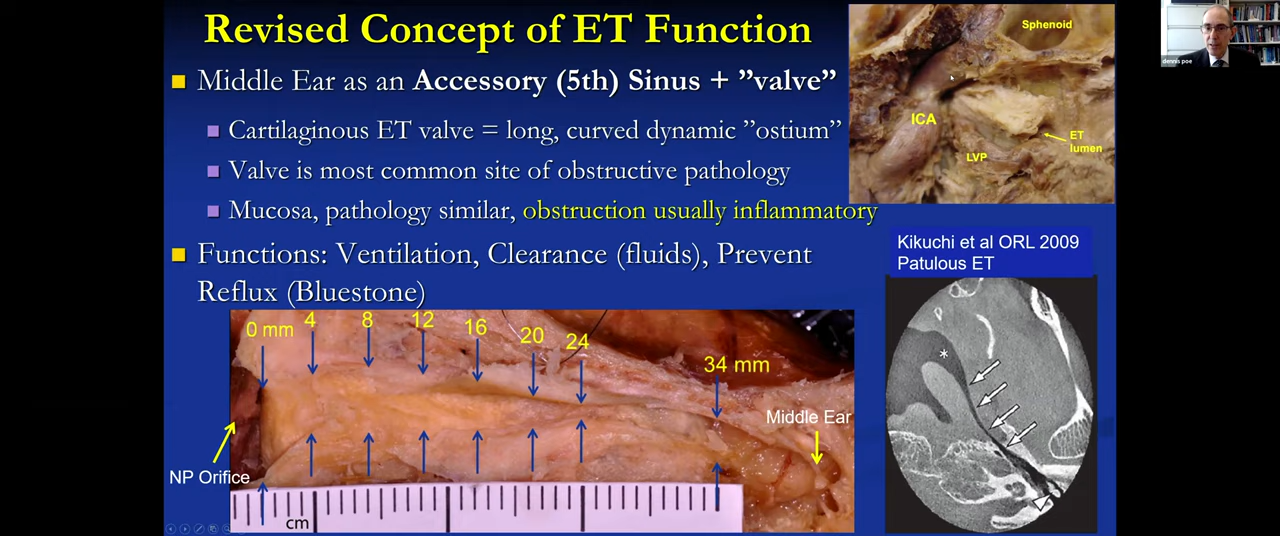 Revised Concept of ET Function
Middle Ear as an Accessory (5th) Sinus + ”valve”
Cartilaginous ET valve = long, curved dynamic ”ostium”
Valve is most common site of obstructive pathology
Mucosa, pathology similar, obstruction usually inflammatory
Functions: Ventilation, Clearance (fluids), Prevent
Reflux (Bluestone)
Sphenoid
ICA
LVP
ET
lumen
Kikuchi et al ORL 2009
Patulous ET
*
0 mm 4 8 12 16 20 24 34 mm
Middle Ear
NP Orifice
cm
dennis poe